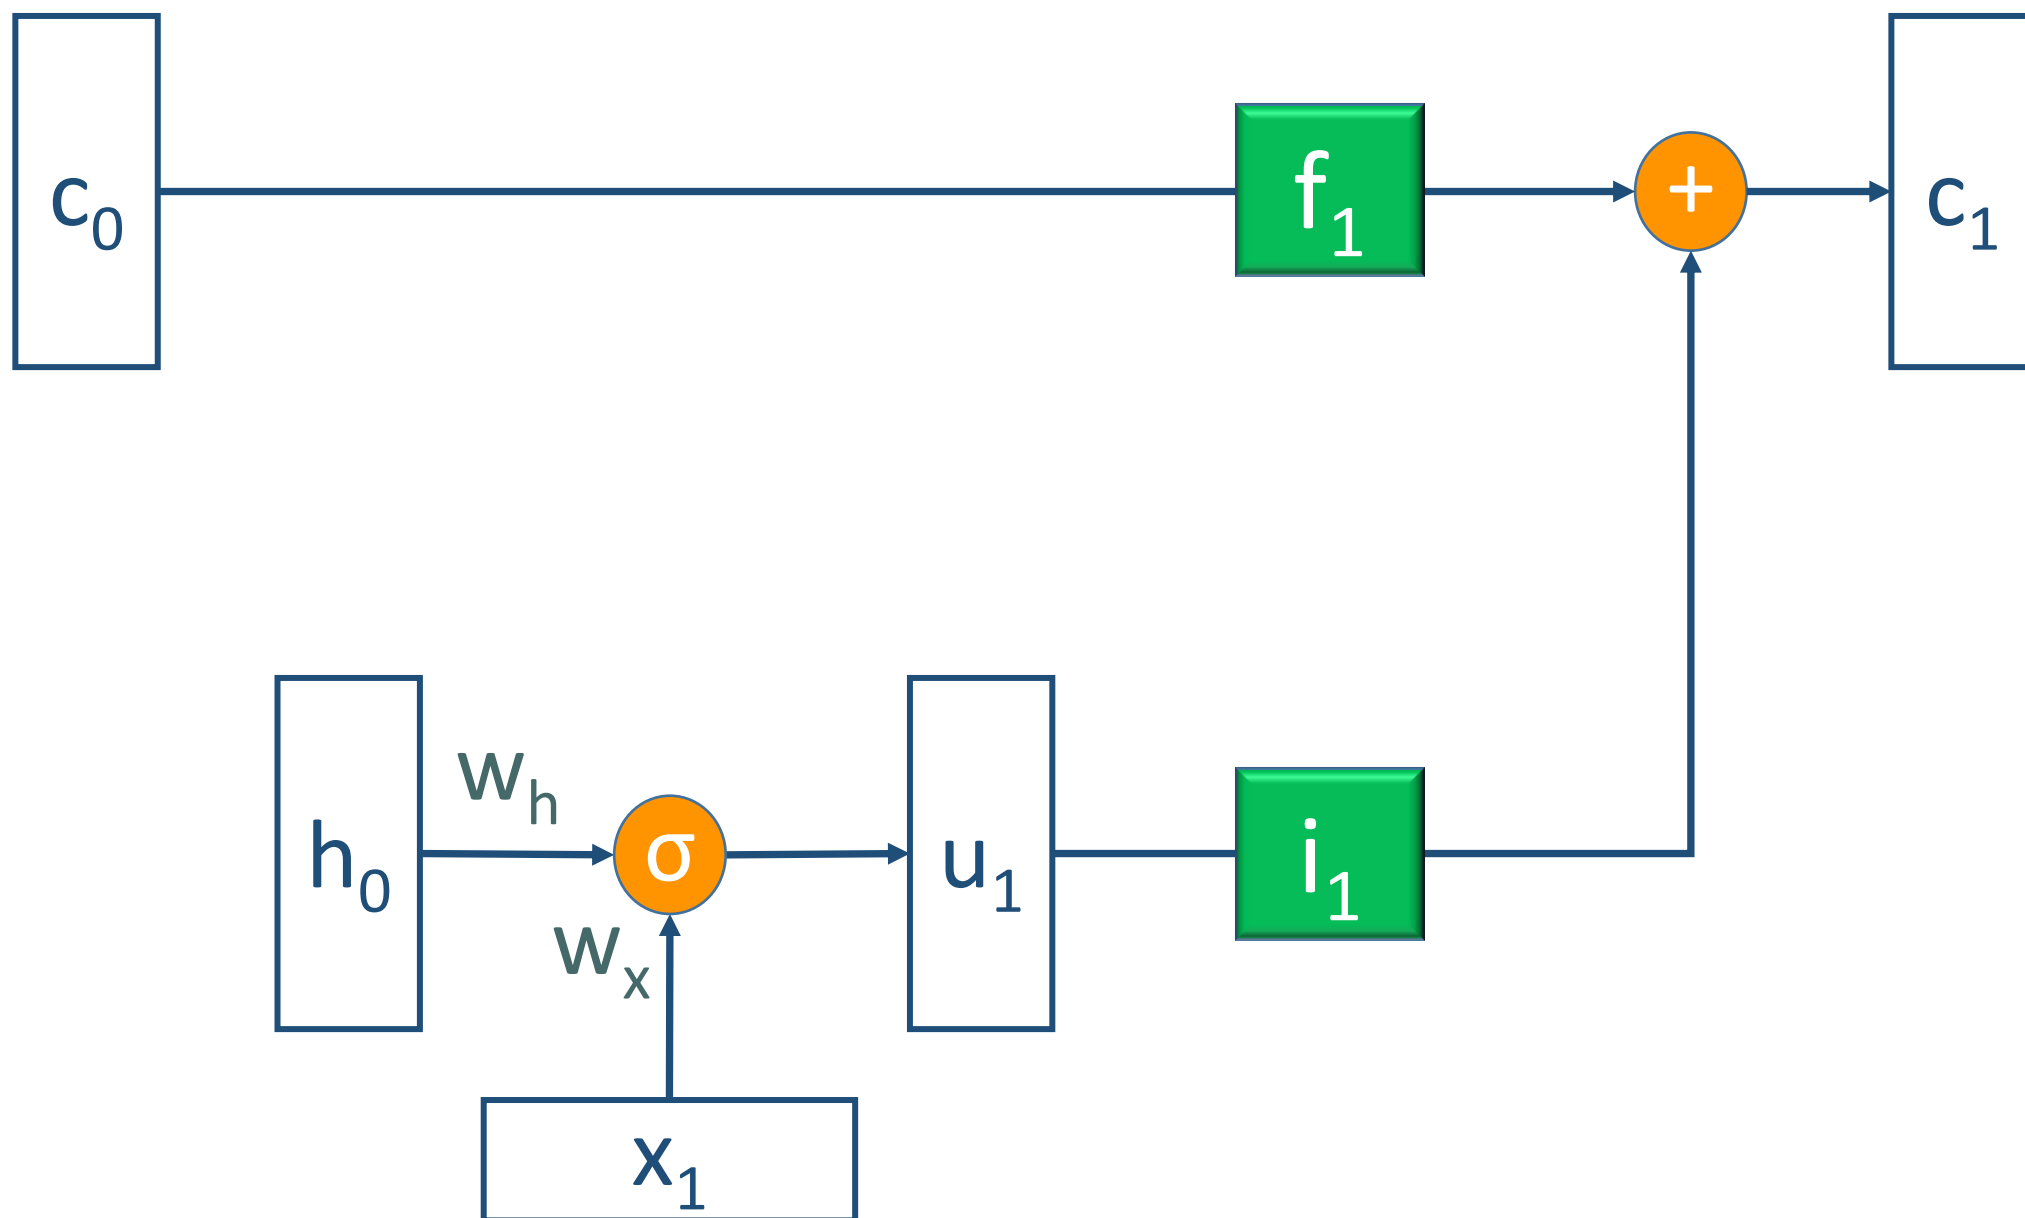 c₀
f₁
+
c₁
h₀
wₕ
σ
u₁
i₁
wₓ
x₁